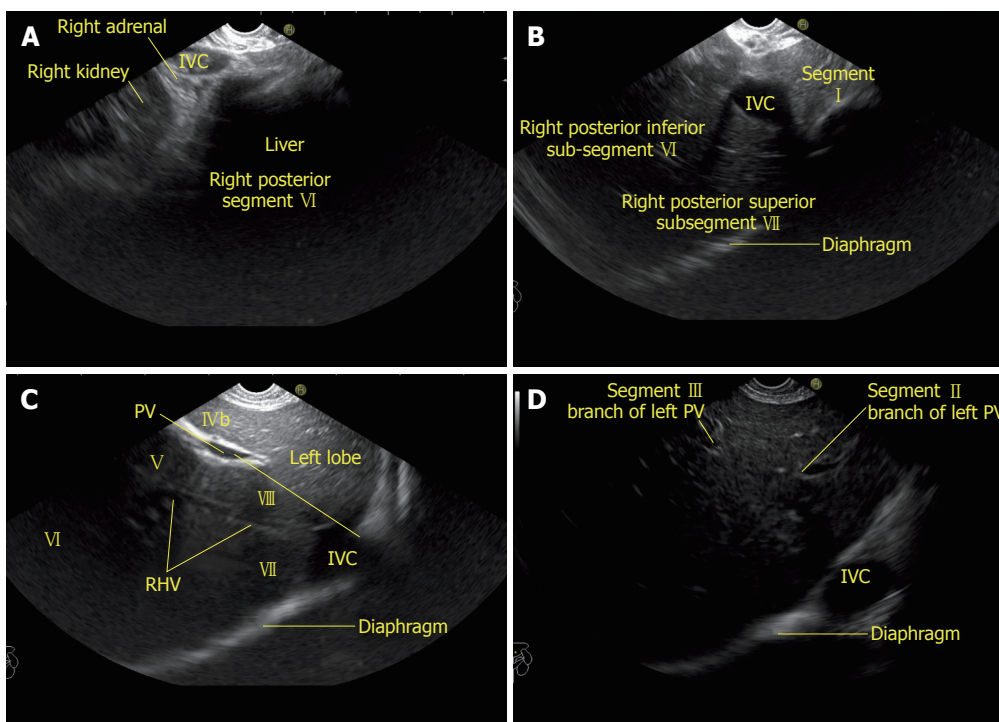 A
Right adrenal
IVC
Right kidney
Liver
Right posterior
segment Ⅵ
B
Segment
Ⅰ
IVC
Right posterior inferior
sub-segment Ⅵ
Right posterior superior
subsegment Ⅶ
Diaphragm
C
PV
Ⅳb
Left lobe
Ⅴ
Ⅷ
Ⅵ
IVC
Ⅶ
RHV
Diaphragm
D
Segment Ⅲ
branch of left PV
Segment Ⅱ
branch of left PV
IVC
Diaphragm